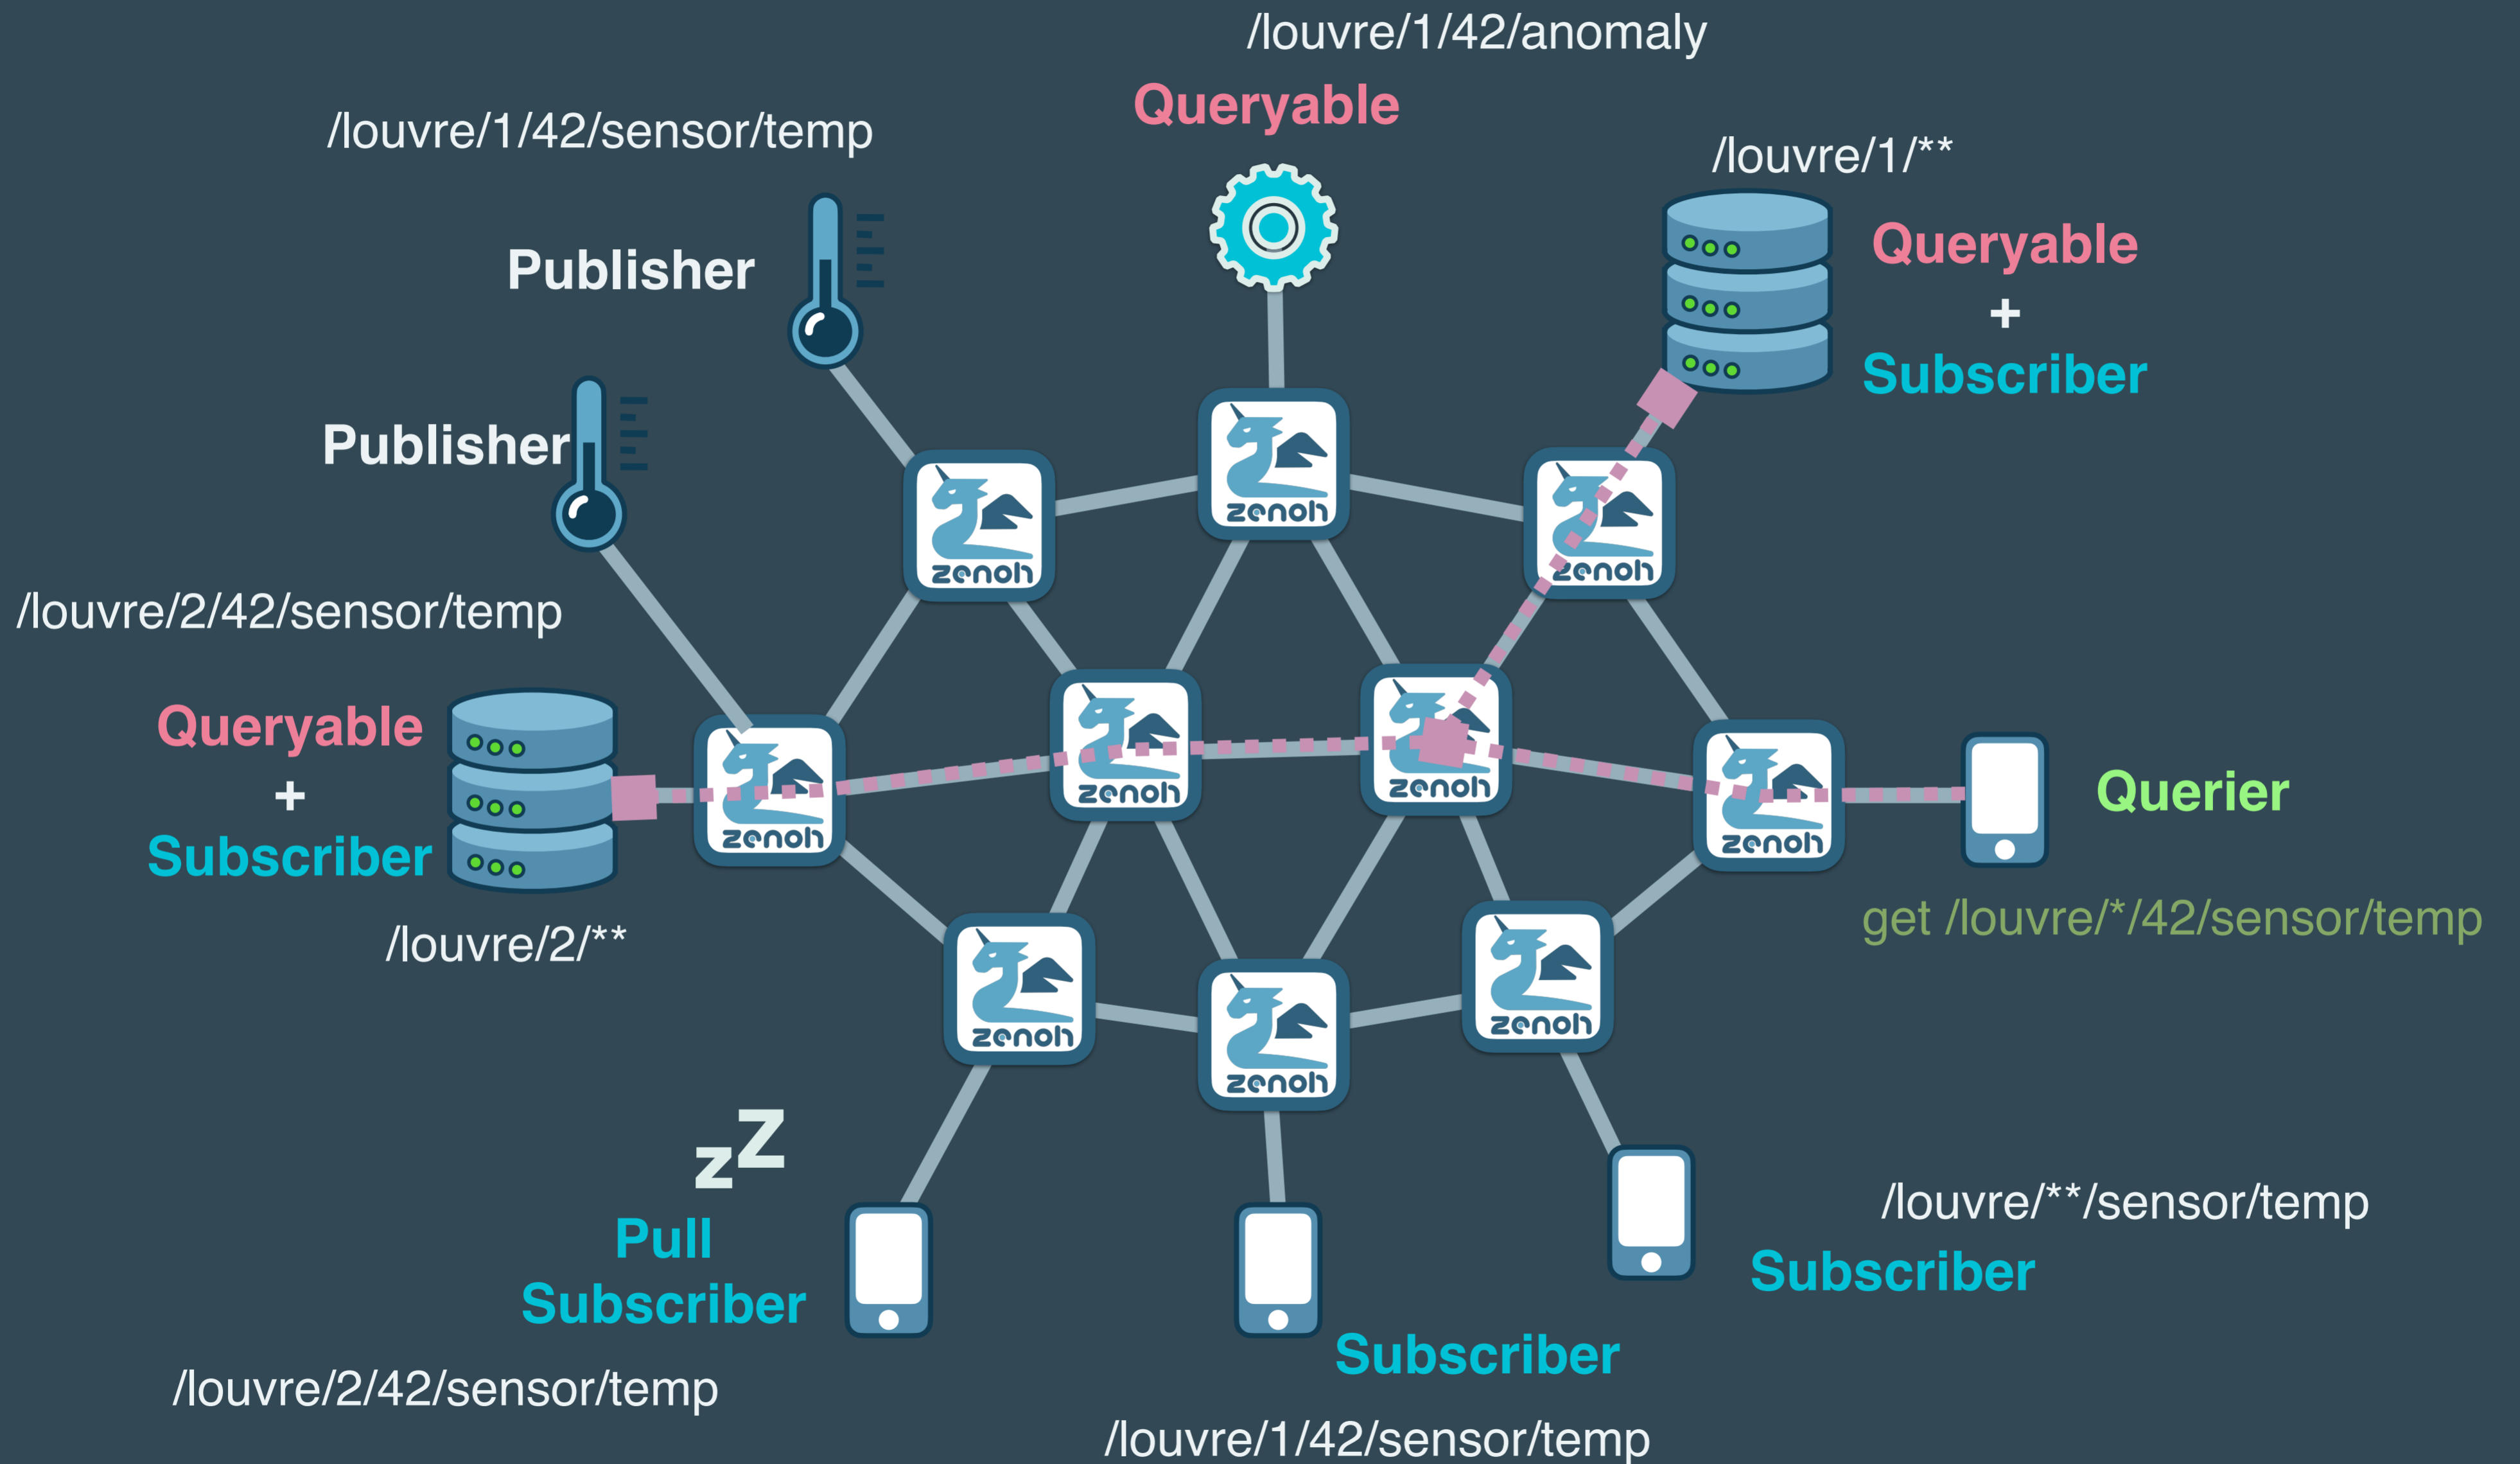 /louvre/1/42/anomaly
Queryable
/louvre/1/42/sensor/temp
Publisher
/louvre/1/**
Queryable
+
Subscriber
Publisher
/louvre/2/42/sensor/temp
zenoh
zenoh
zenoh
Queryable
+
Subscriber
/louvre/2/**
zenoh
zenoh
zenoh
zenoh
Querier
get /louvre/*/42/sensor/temp
zenoh
zenoh
zenoh
zZ
Pull
Subscriber
/louvre/2/42/sensor/temp
Subscriber
/louvre/1/42/sensor/temp
/louvre/**/sensor/temp
Subscriber